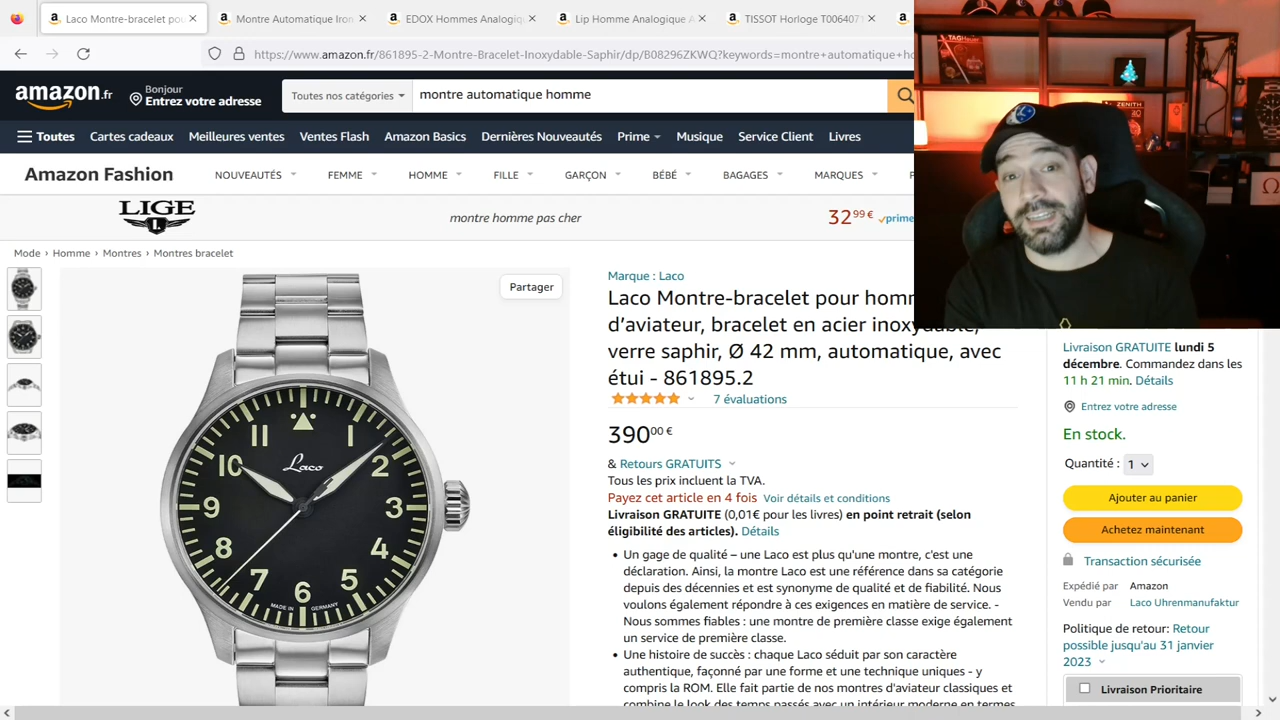 Laco Montre-bracelet pou
Montre Automatique Iron
EDOX Hommes Analogiq
Lip Homme Analogique A
TISSOT Horloge T006407
https://www.amazon.fr/861895-2-Montre-Bracelet-Inoxydable-Saphir/dp/B08296ZKWQ?keywords=montre+automatique+ho
amazon.fr
Bonjour
Entrez votre adresse
Toutes nos catégories
montre automatique homme
Toutes
Cartes cadeaux
Meilleures ventes
Ventes Flash
Amazon Basics
Dernières Nouveautés
Prime
Musique
Service Client
Livres
Amazon Fashion
NOUVEAUTÉS
FEMME
HOMME
FILLE
GARÇON
BÉBÉ
BAGAGES
MARQUES
LIGE
L
montre homme pas cher
32 99 €
prime
TAGHEUER
ZENITH
Ω
Mode › Homme › Montres › Montres bracelet
Partager
Laco
11
1
10
2
9
3
8
4
7
5
6
MADE IN GERMANY
Marque : Laco
Laco Montre-bracelet pour homm
d’aviateur, bracelet en acier inoxydable,
verre saphir, Ø 42 mm, automatique, avec
étui - 861895.2
7 évaluations
390 00 €
& Retours GRATUITS
Tous les prix incluent la TVA.
Payez cet article en 4 fois Voir détails et conditions
Livraison GRATUITE (0,01€ pour les livres) en point retrait (selon
éligibilité des articles). Détails
• Un gage de qualité – une Laco est plus qu'une montre, c'est une
déclaration. Ainsi, la montre Laco est une référence dans sa catégorie
depuis des décennies et est synonyme de qualité et de fiabilité. Nous
voulons également répondre à ces exigences en matière de service. -
Nous sommes fiables : une montre de première classe exige également
un service de première classe.
• Une histoire de succès : chaque Laco séduit par son caractère
authentique, façonné par une forme et une technique uniques - y
compris la ROM. Elle fait partie de nos montres d'aviateur classiques et
combine le look des temps passés avec un intérieur moderne en termes
Livraison GRATUITE lundi 5
décembre. Commandez dans les
11 h 21 min. Détails
Entrez votre adresse
En stock.
Quantité : 1
Ajouter au panier
Achetez maintenant
Transaction sécurisée
Expédié par Amazon
Vendu par Laco Uhrenmanufaktur
Politique de retour: Retour
possible jusqu'au 31 janvier
2023
Livraison Prioritaire